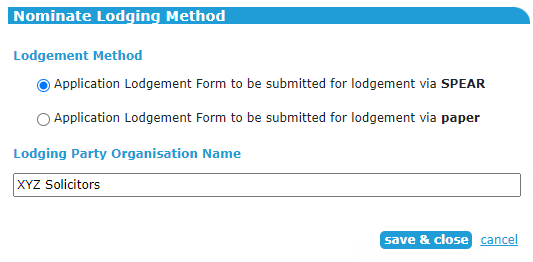 Nominate Lodging Method
Lodgement Method
Application Lodgement Form to be submitted for lodgement via SPEAR
Application Lodgement Form to be submitted for lodgement via paper
Lodging Party Organisation Name
XYZ Solicitors
save & close cancel